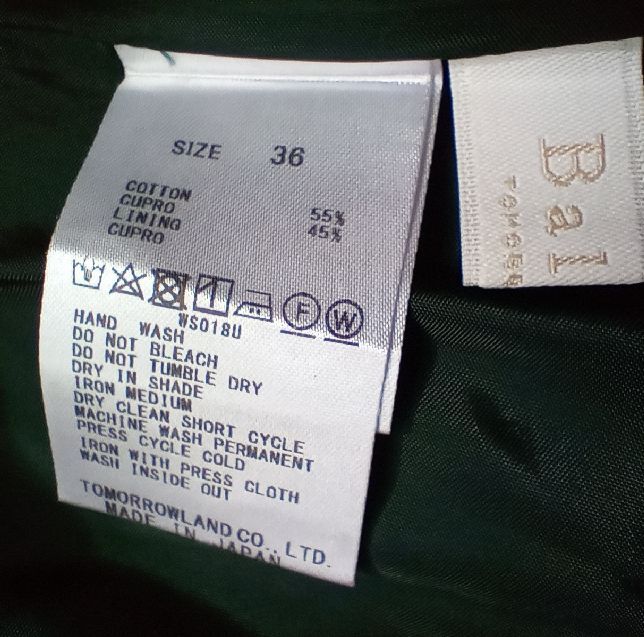 SIZE 36
COTTON
CUPRO 55%
LINING 45%
CUPRO
F W
WS018U
HAND WASH
DO NOT BLEACH
DO NOT TUMBLE DRY
DRY IN SHADE
IRON MEDIUM
DRY CLEAN SHORT CYCLE
MACHINE WASH PERMANENT
PRESS CYCLE COLD
IRON WITH PRESS CLOTH
WASH INSIDE OUT
TOMORROWLAND CO., LTD.
MADE IN JAPAN
Bal